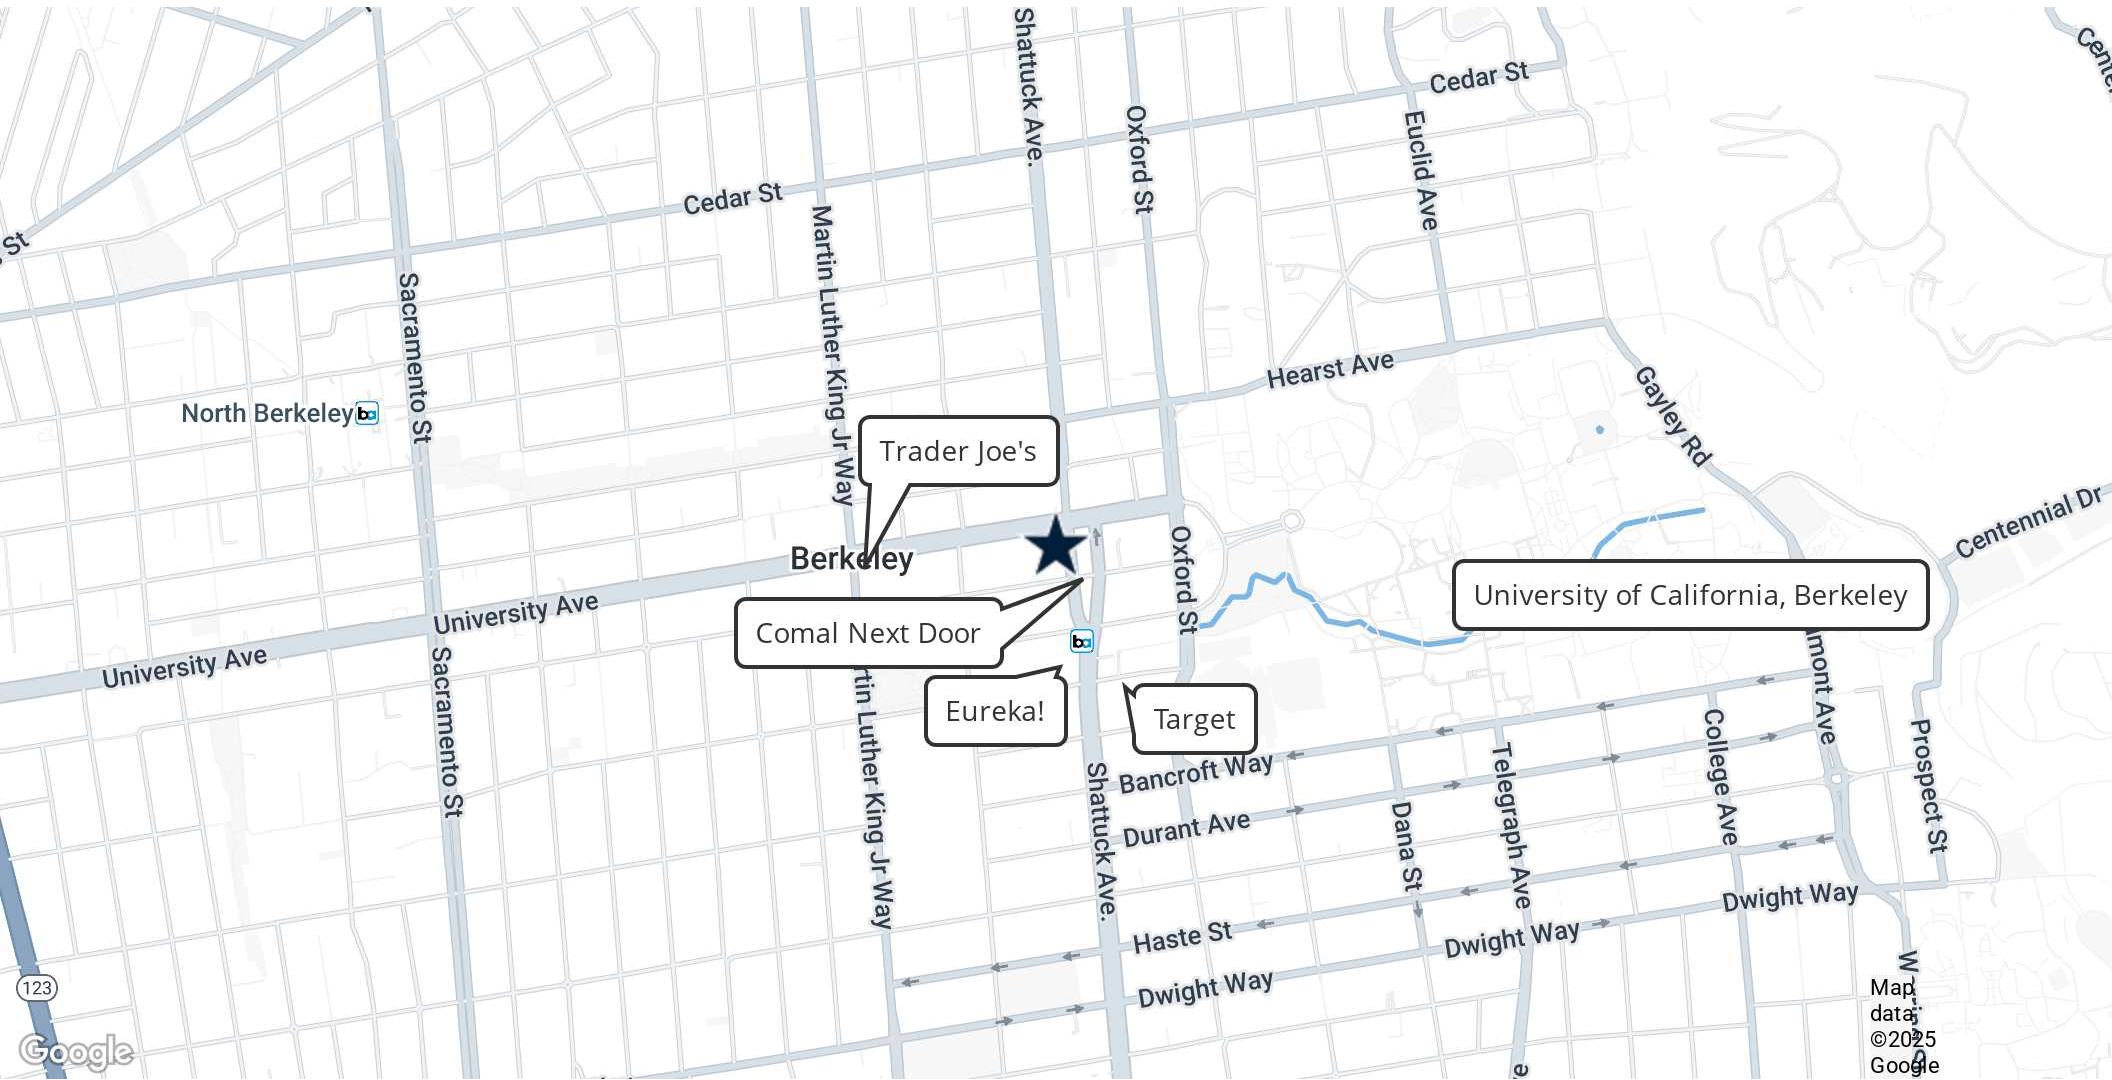 Shattuck Ave.
Cedar St
Oxford St
Euclid Ave
Cedar St
Martin Luther King Jr Way
St
Sacramento St
Hearst Ave
Gayley Rd
North Berkeley
ba
Trader Joe's
Centennial Dr
Berkeley
Oxford St
University of California, Berkeley
University Ave
Comal Next Door
ba
University Ave
Sacramento St
Eureka!
Target
rtin Luther King Jr Way
mont Ave
College Ave
Prospect St
Telegraph Ave
Bancroft Way
Shattuck Ave.
Durant Ave
Dana St
Dwight Way
Haste St
Dwight Way
Dwight Way
123
Map
data
©2025
Google
Google